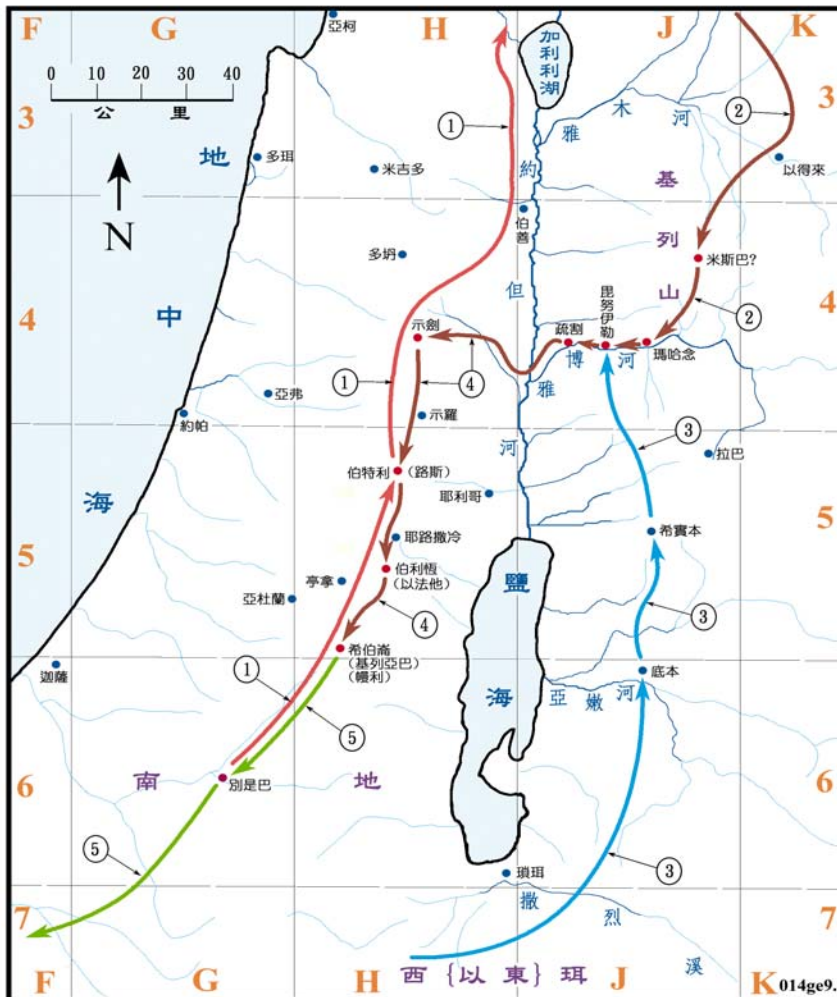 F G H J K
亞柯
0 10 20 30 40
公里
加利利湖
3
①
②
3
雅木河
地
多珥
米吉多
約
以得來
N
伯善
基列山
多坍
米斯巴?
中
4
示劍
但
疏割
毘努伊勒
瑪哈念
②
4
雅博河
①
④
亞弗
約帕
示羅
河
③
拉巴
伯特利
(路斯)
耶利哥
海
5
耶路撒冷
希實本
5
伯利恆
(以法他)
亭拿
亞杜蘭
鹽海
④
③
希伯崙
(基列亞巴)
(幔利)
迦薩
①
底本
亞嫩河
⑤
6
南地
別是巴
6
⑤
瑣珥
③
7
撒烈溪
7
西{以東}珥
F G H J K
014ge9.